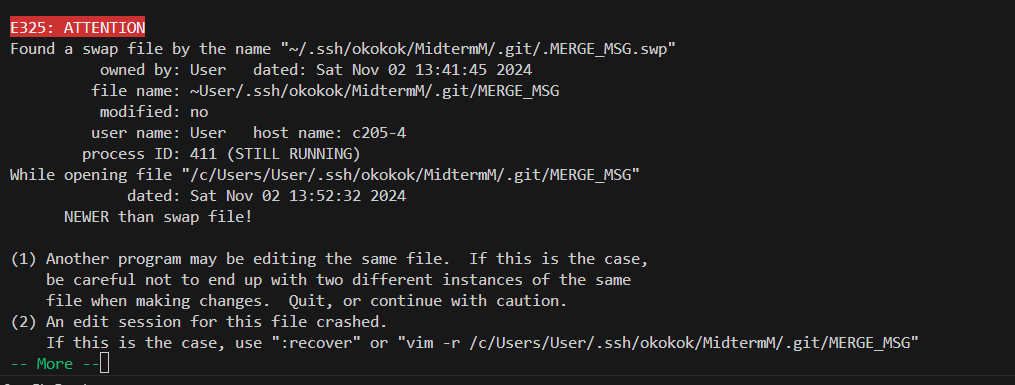 E325: ATTENTION
Found a swap file by the name "~/.ssh/okokok/MidtermM/.git/.MERGE_MSG.swp"
          owned by: User   dated: Sat Nov 02 13:41:45 2024
         file name: ~User/.ssh/okokok/MidtermM/.git/MERGE_MSG
          modified: no
         user name: User   host name: c205-4
        process ID: 411 (STILL RUNNING)
While opening file "/c/Users/User/.ssh/okokok/MidtermM/.git/MERGE_MSG"
             dated: Sat Nov 02 13:52:32 2024
      NEWER than swap file!

(1) Another program may be editing the same file.  If this is the case,
    be careful not to end up with two different instances of the same
    file when making changes.  Quit, or continue with caution.
(2) An edit session for this file crashed.
    If this is the case, use ":recover" or "vim -r /c/Users/User/.ssh/okokok/MidtermM/.git/MERGE_MSG"
-- More --